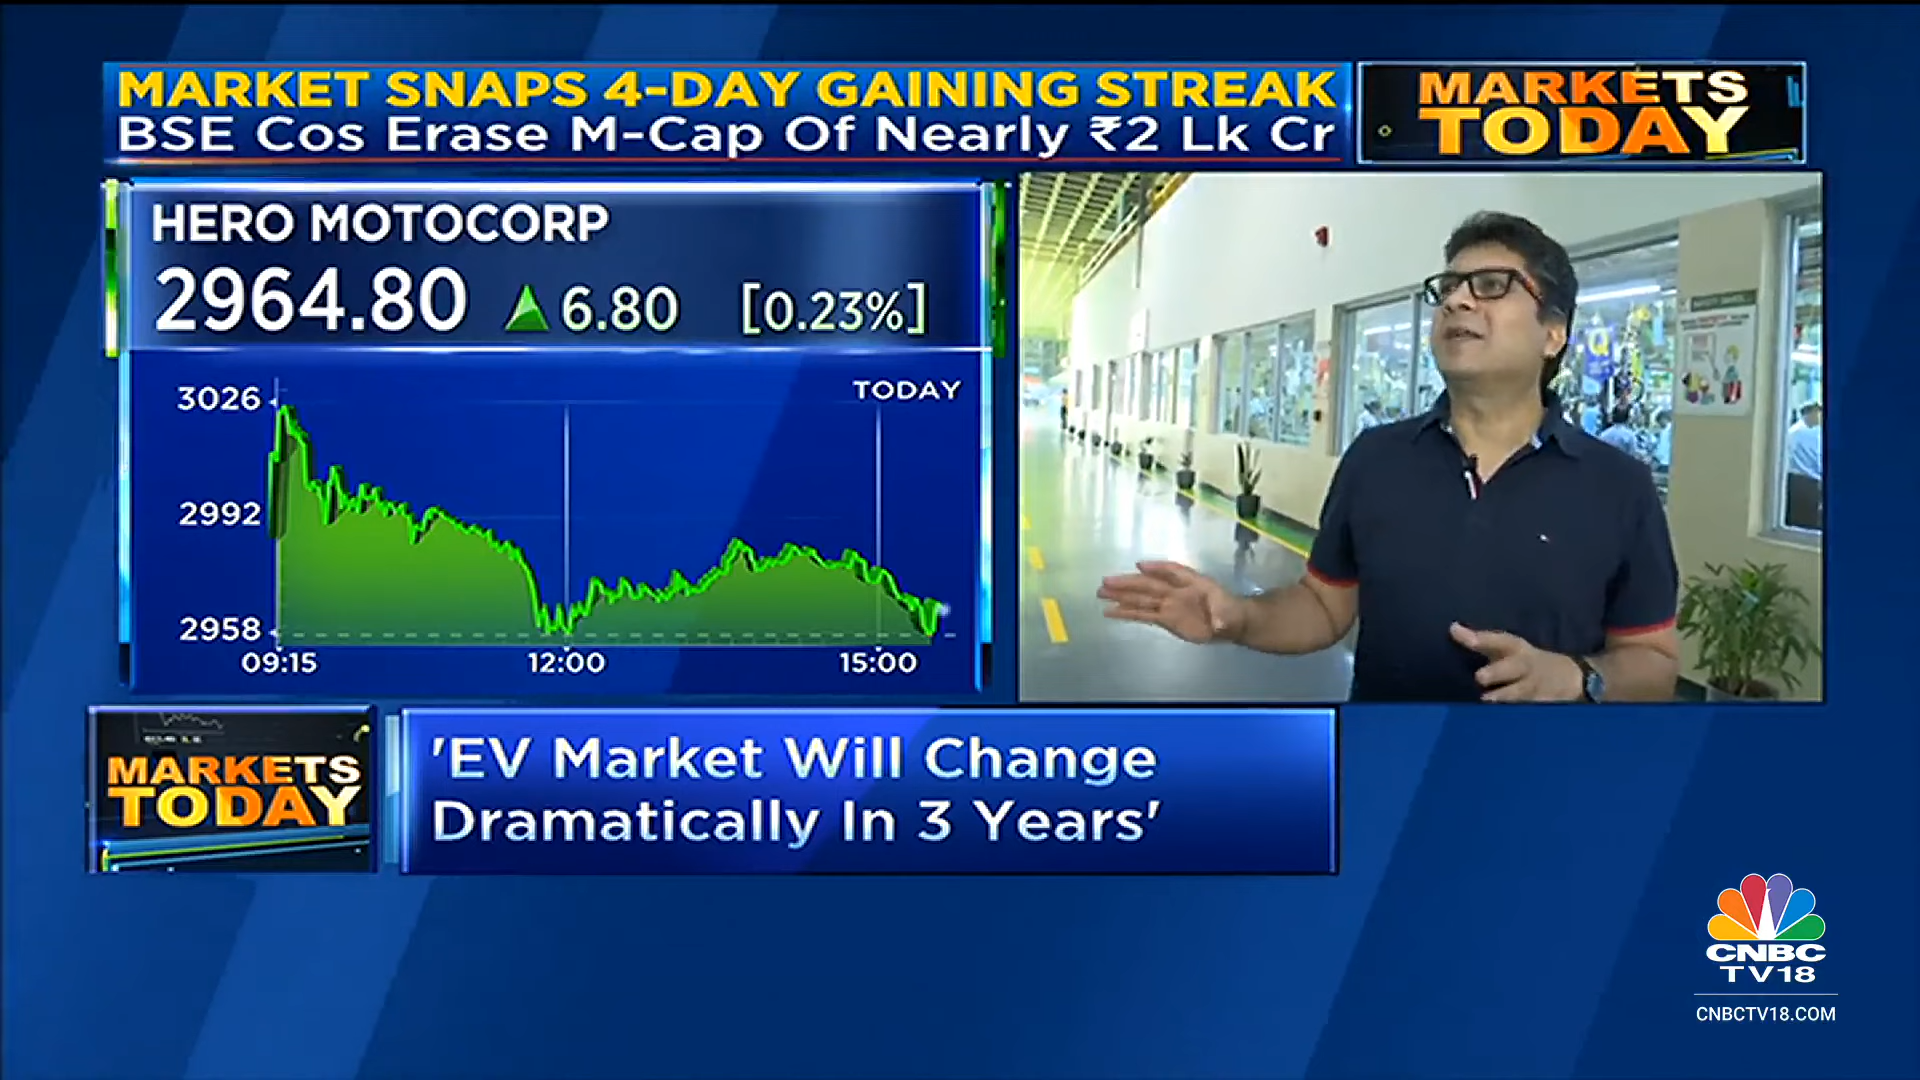 MARKET SNAPS 4-DAY GAINING STREAK
BSE Cos Erase M-Cap Of Nearly ₹2 Lk Cr
MARKETS
TODAY
HERO MOTOCORP
2964.80 ▲ 6.80 [0.23%]
TODAY
3026
2992
2958
09:15 12:00 15:00
Q
MARKETS
TODAY
'EV Market Will Change
Dramatically In 3 Years'
CNBC
TV18
CNBCTV18.COM